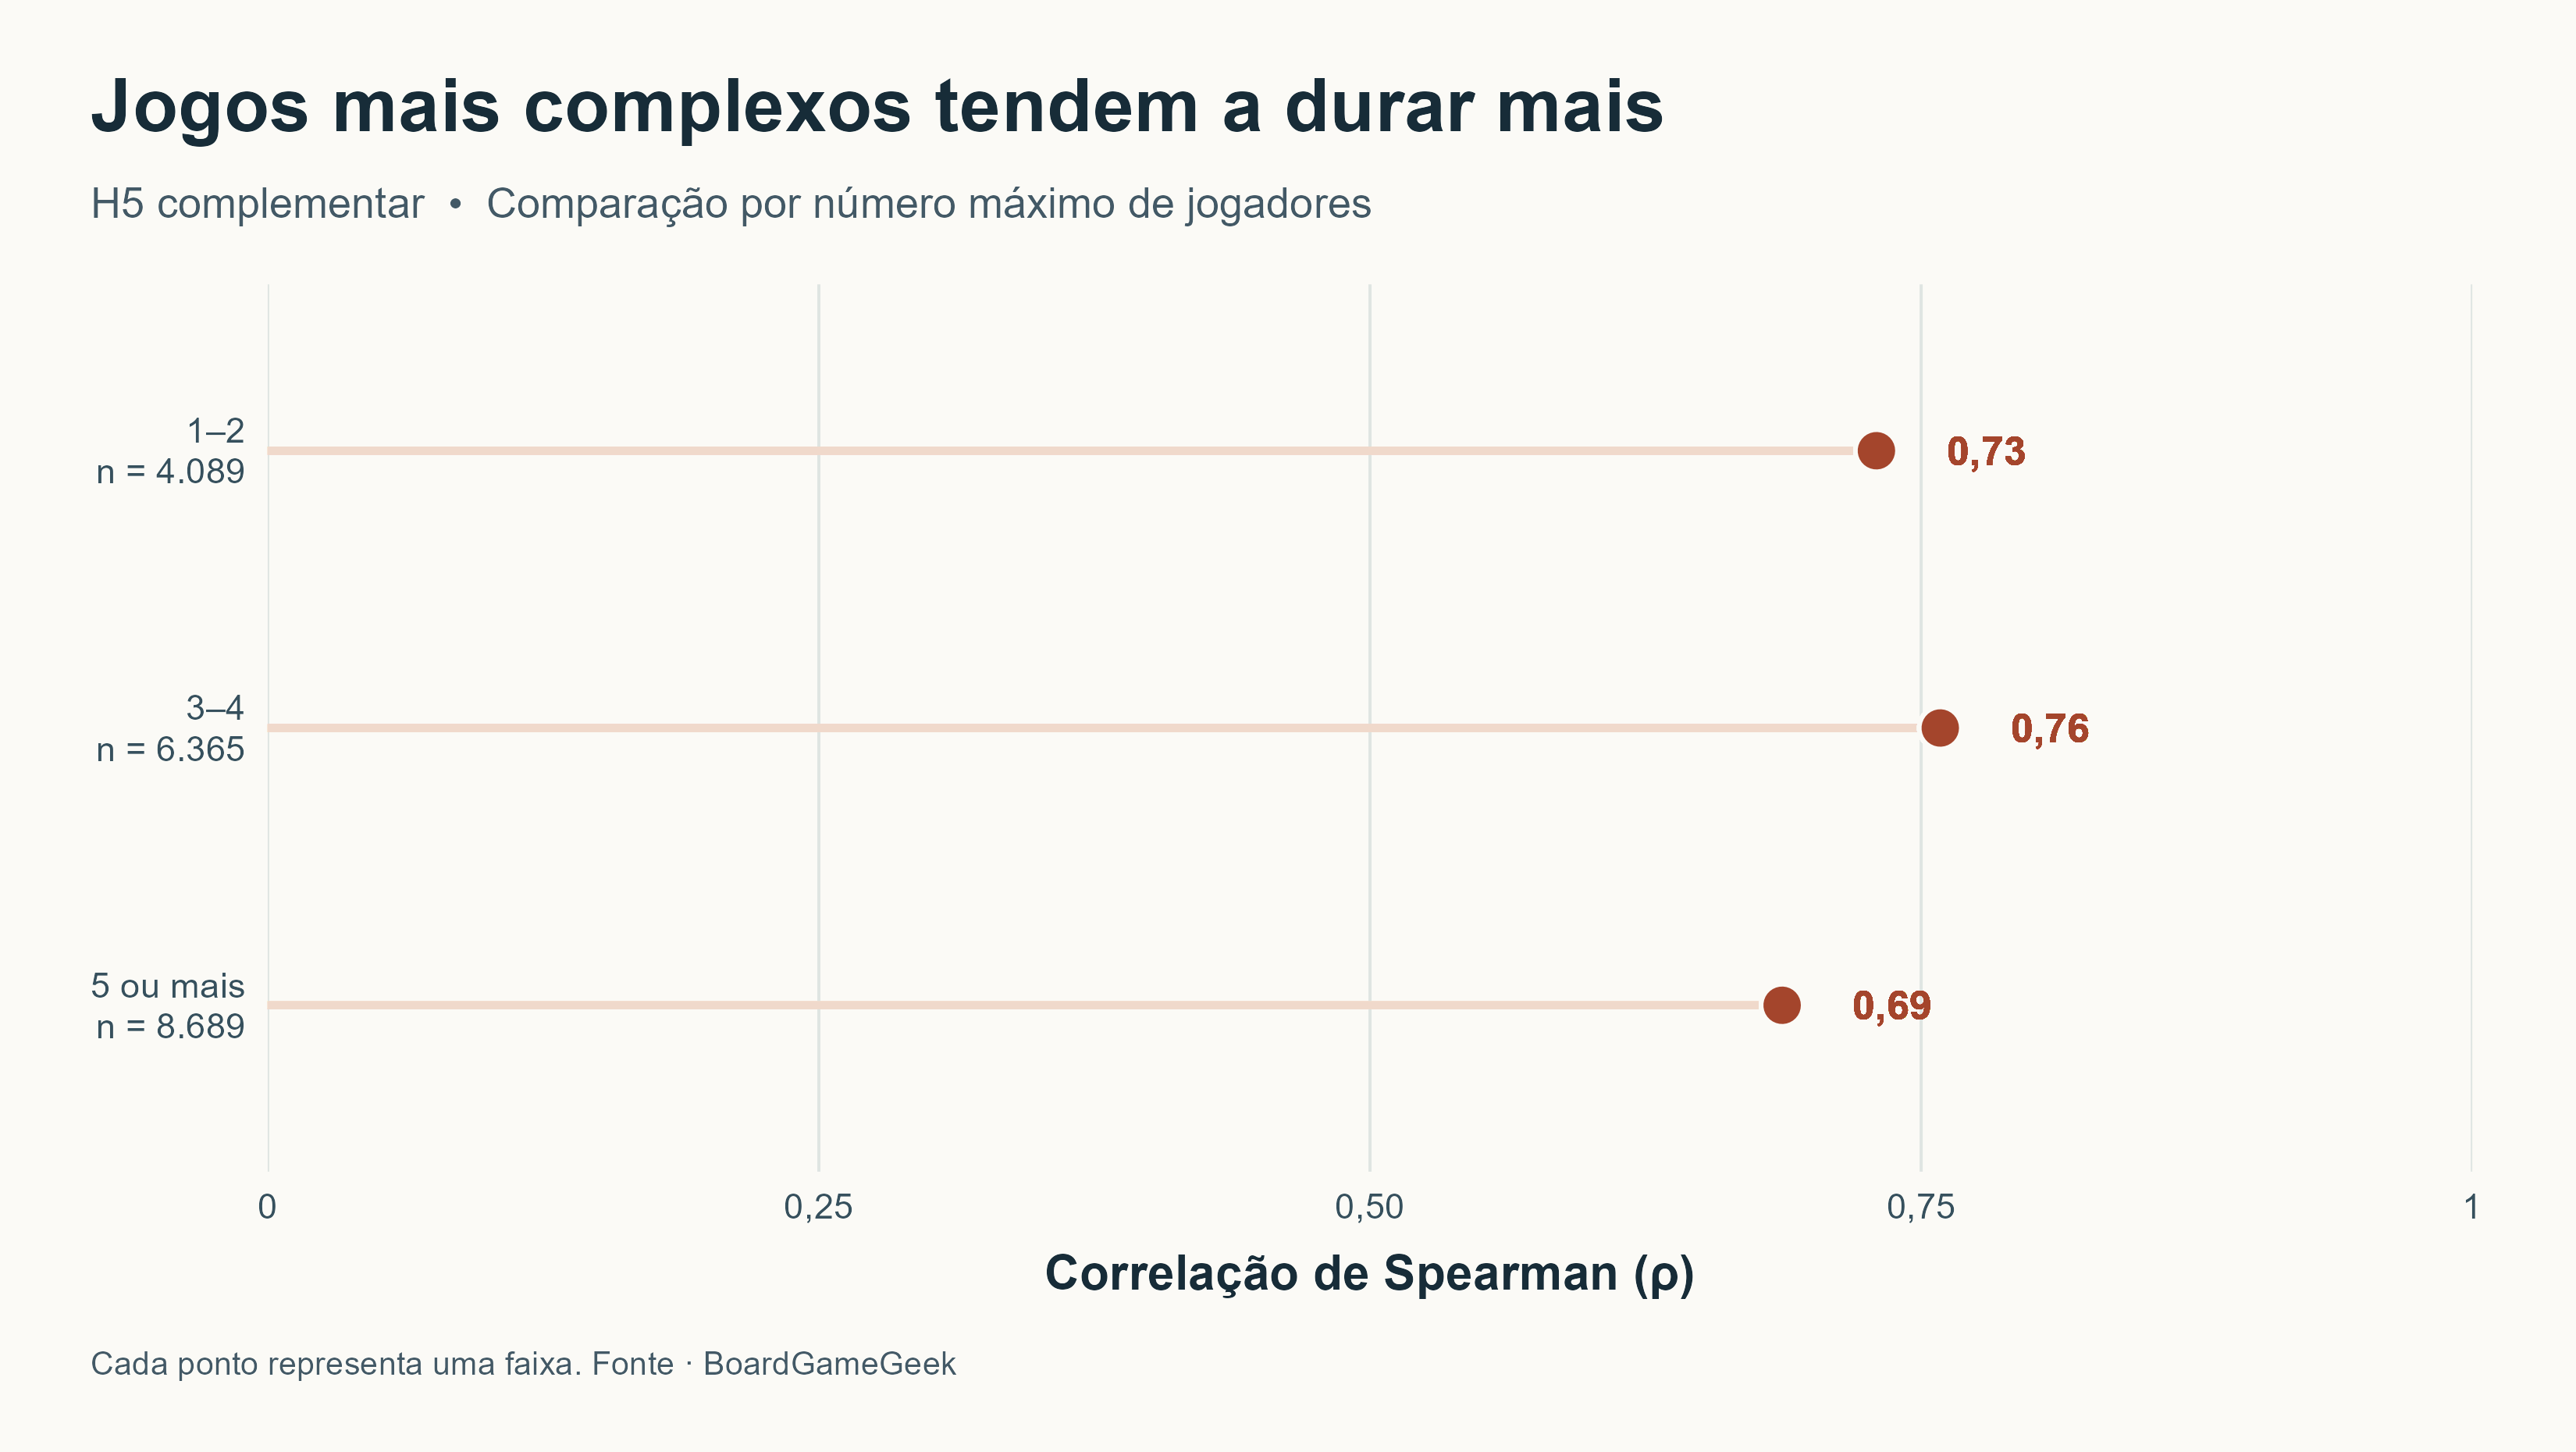 Jogos mais complexos tendem a durar mais
H5 complementar • Comparação por número máximo de jogadores
1–2
n = 4.089
0,73
3–4
n = 6.365
0,76
5 ou mais
n = 8.689
0,69
0
0,25
0,50
0,75
1
Correlação de Spearman (ρ)
Cada ponto representa uma faixa. Fonte · BoardGameGeek